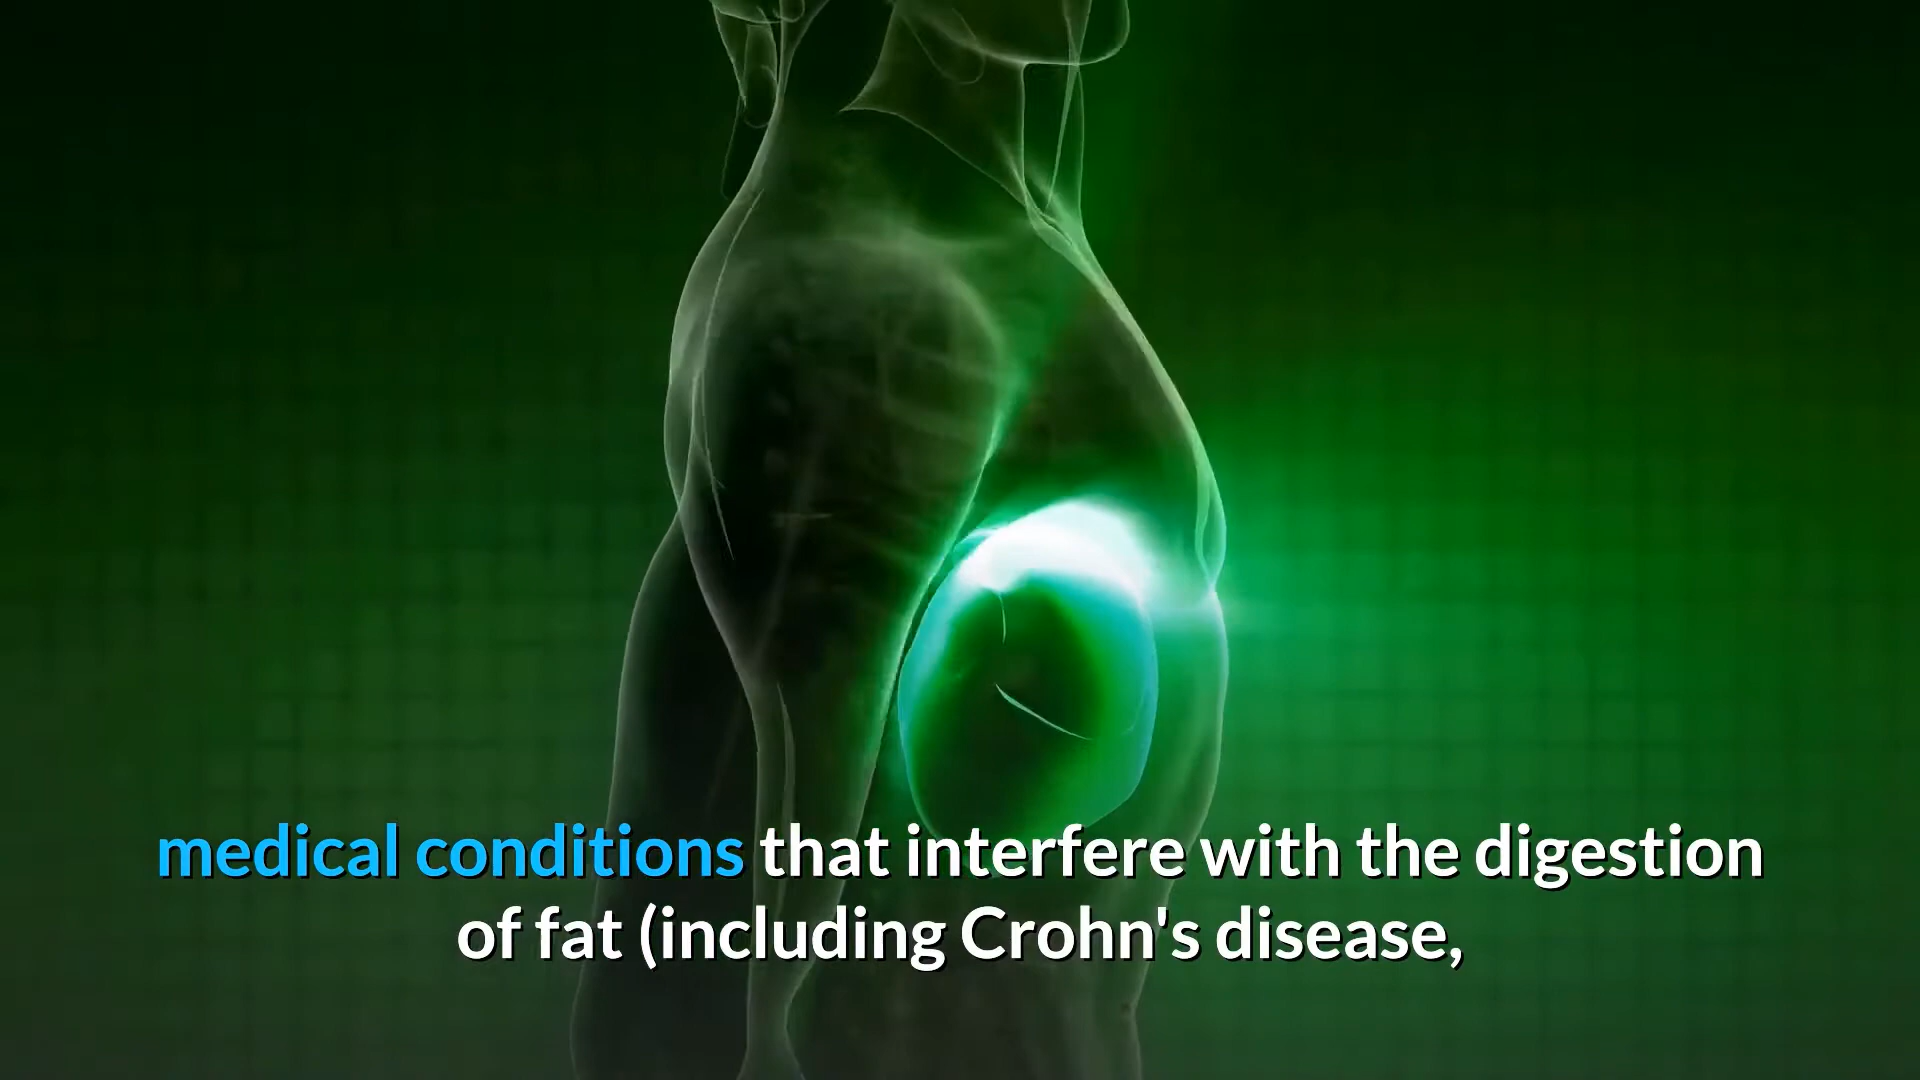 medical conditions that interfere with the digestion
of fat (including Crohn's disease,